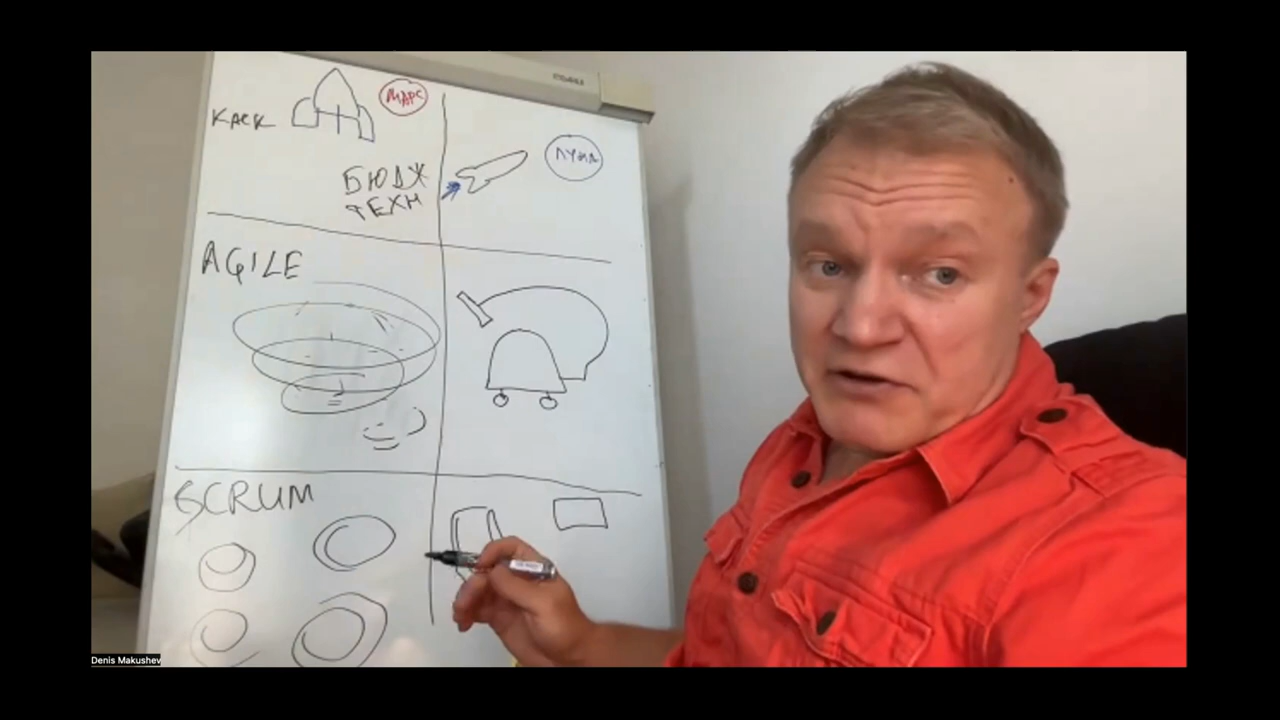 МАРС
КАСК
ЛУНА
БЮДЖ
ТЕХН
AGILE
SCRUM
Denis Makushev